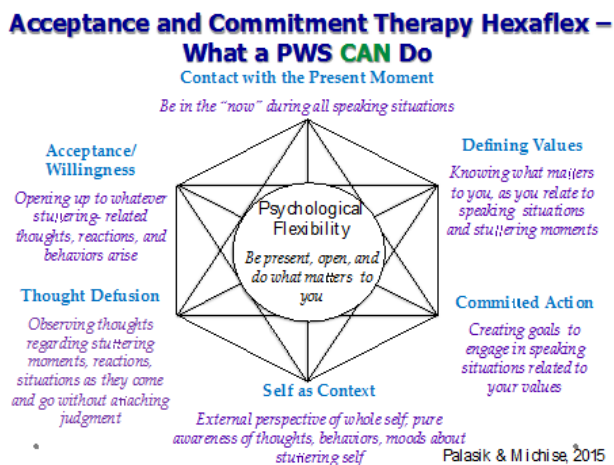 Acceptance and Commitment Therapy Hexaflex –
What a PWS CAN Do
Contact with the Present Moment
Be in the “now” during all speaking situations
Acceptance/
Willingness
Opening up to whatever
stuttering- related
thoughts, reactions, and
behaviors arise
Defining Values
Knowing what matters
to you, as you relate to
speaking situations
and stuttering moments
Psychological
Flexibility
Be present, open, and
do what matters to
you
Thought Defusion
Observing thoughts
regarding stuttering
moments, reactions,
situations as they come
and go without attaching
judgment
Committed Action
Creating goals to
engage in speaking
situations related to
your values
Self as Context
External perspective of whole self, pure
awareness of thoughts, behaviors, moods about
stuttering self
Palasik & Michise, 2015